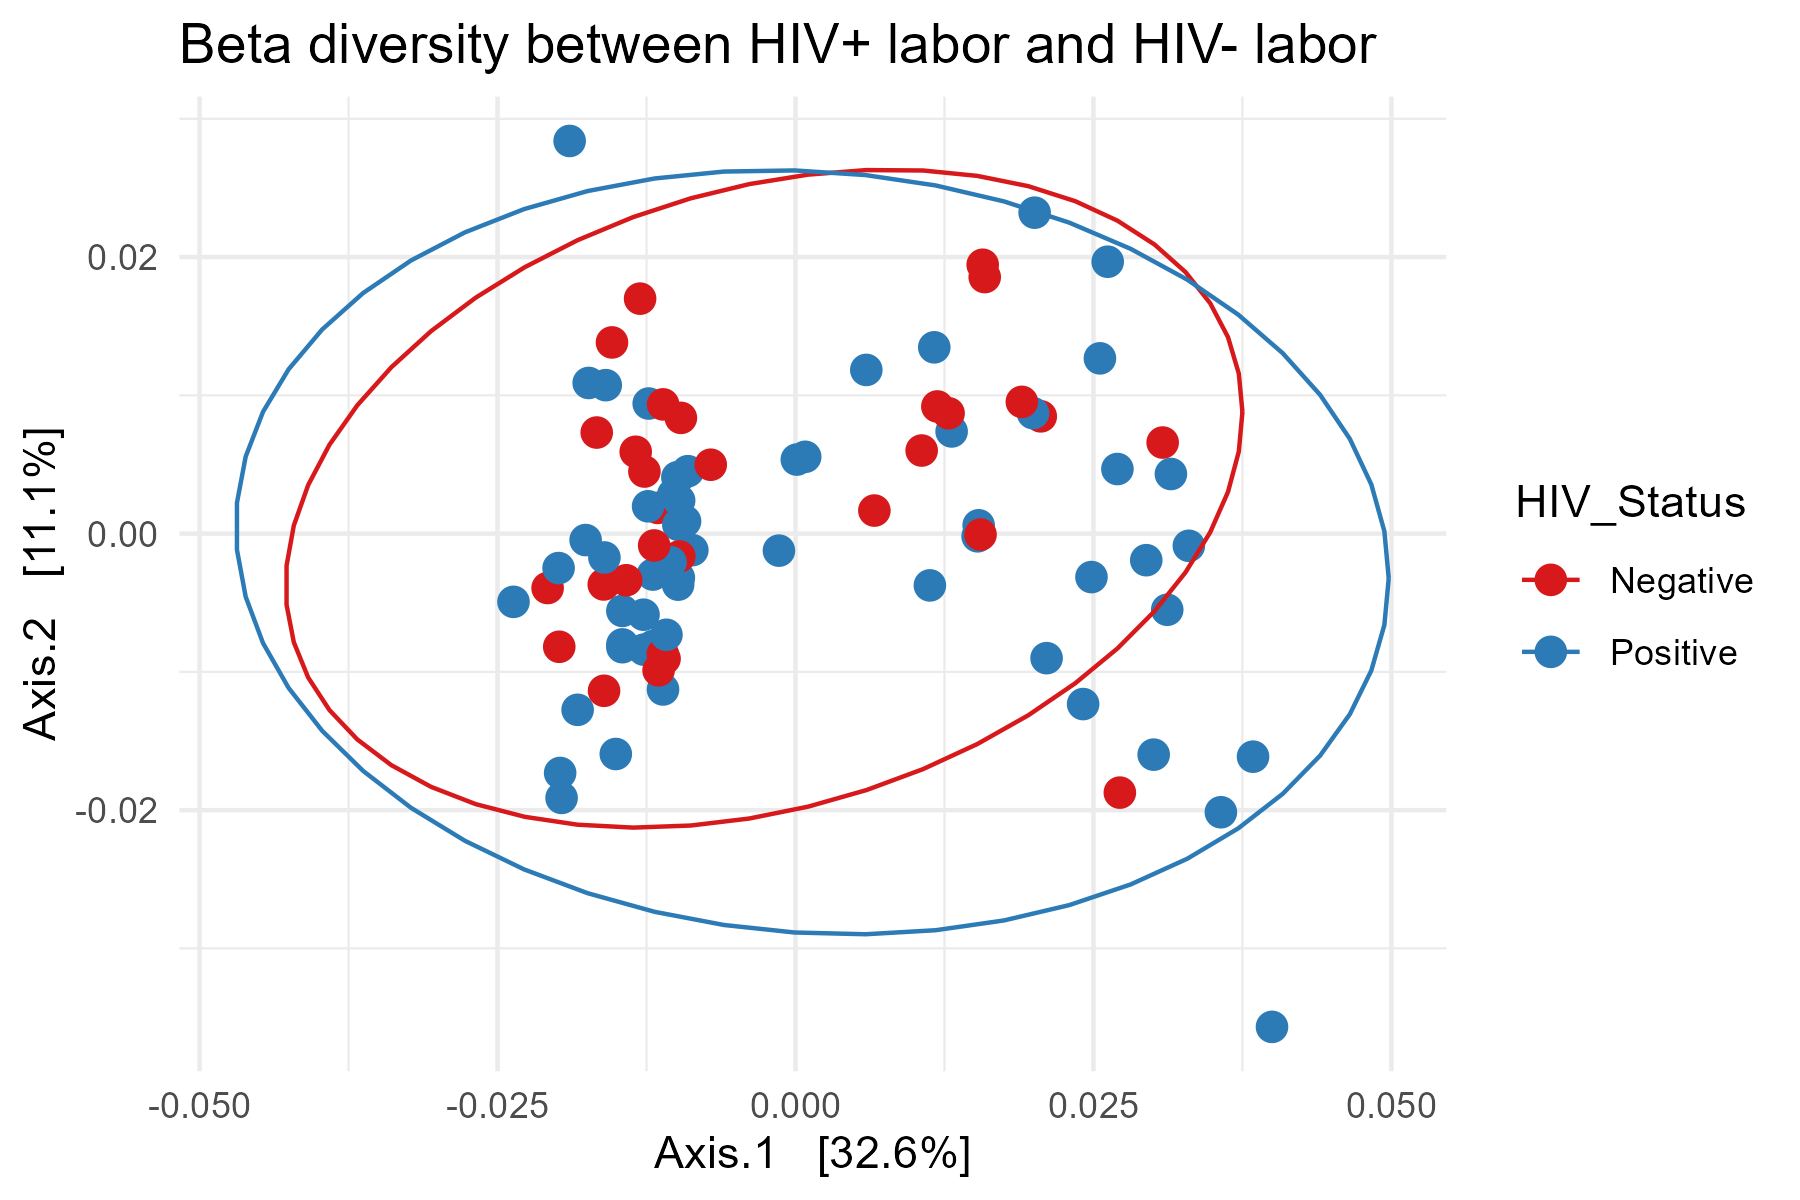 Beta diversity between HIV+ labor and HIV- labor
0.02
0.00
-0.02
Axis.2 [11.1%]
-0.050
-0.025
0.000
0.025
0.050
Axis.1 [32.6%]
HIV_Status
Negative
Positive